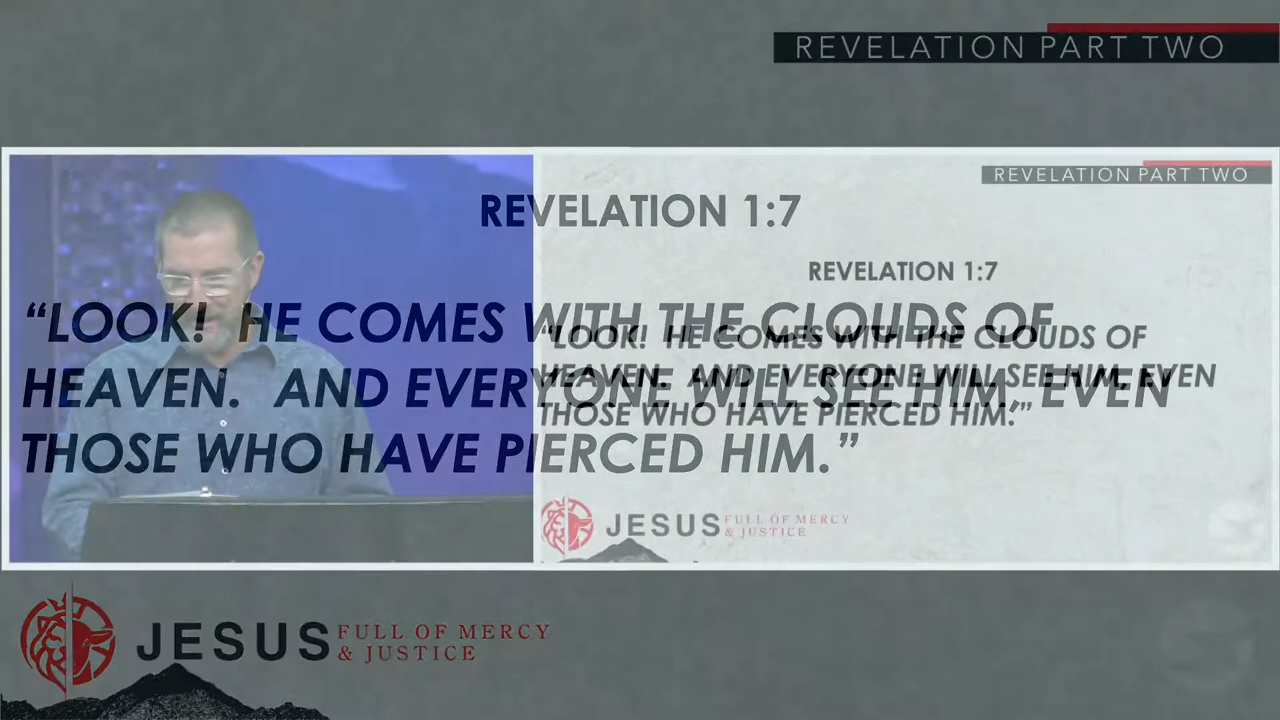 REVELATION PART TWO
REVELATION PART TWO
REVELATION 1:7
REVELATION 1:7
“LOOK!  HE COMES WITH THE CLOUDS OF
HEAVEN.  AND EVERYONE WILL SEE HIM, EVEN
THOSE WHO HAVE PIERCED HIM.”
“LOOK!  HE COMES WITH THE CLOUDS OF
HEAVEN.  AND EVERYONE WILL SEE HIM, EVEN
THOSE WHO HAVE PIERCED HIM.”
JESUS FULL OF MERCY
& JUSTICE
JESUS FULL OF MERCY
& JUSTICE